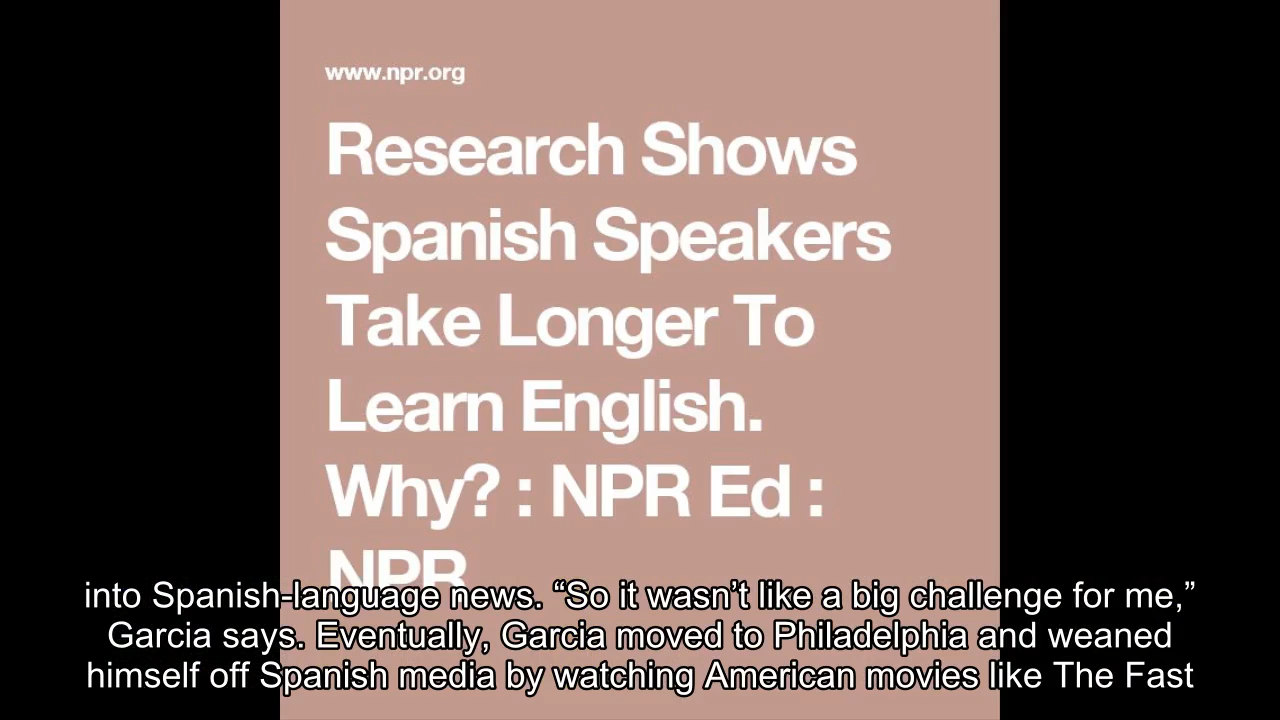 www.npr.org
Research Shows
Spanish Speakers
Take Longer To
Learn English.
Why? : NPR Ed :
NPR
into Spanish-language news. “So it wasn’t like a big challenge for me,”
Garcia says. Eventually, Garcia moved to Philadelphia and weaned
himself off Spanish media by watching American movies like The Fast